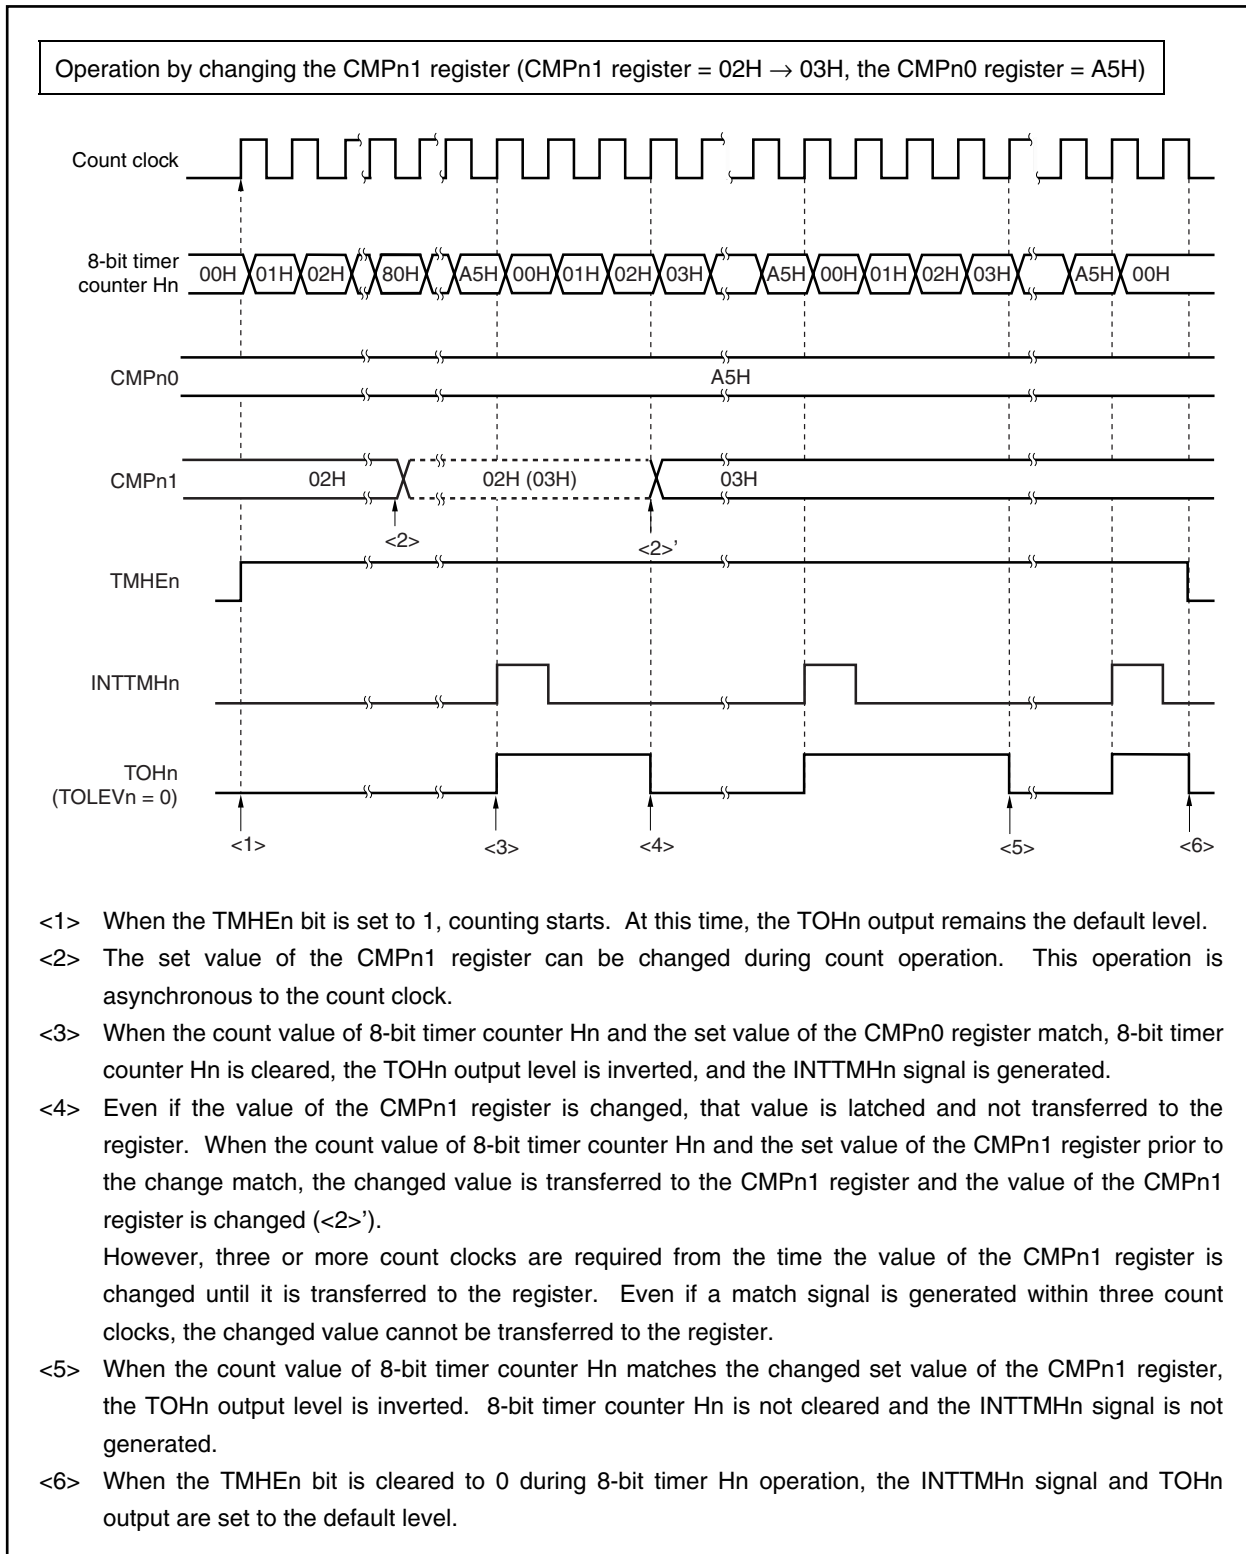 Operation by changing the CMPn1 register (CMPn1 register = 02H → 03H, the CMPn0 register = A5H)
Count clock
8-bit timer
counter Hn
00H 01H 02H 80H A5H 00H 01H 02H 03H A5H 00H 01H 02H 03H A5H 00H
CMPn0 A5H
CMPn1 02H 02H (03H) 03H
<2> <2>’
TMHEn
INTTMHn
TOHn
(TOLEVn = 0)
<1> <3> <4> <5> <6>
<1> When the TMHEn bit is set to 1, counting starts. At this time, the TOHn output remains the default level.
<2> The set value of the CMPn1 register can be changed during count operation. This operation is
asynchronous to the count clock.
<3> When the count value of 8-bit timer counter Hn and the set value of the CMPn0 register match, 8-bit timer
counter Hn is cleared, the TOHn output level is inverted, and the INTTMHn signal is generated.
<4> Even if the value of the CMPn1 register is changed, that value is latched and not transferred to the
register. When the count value of 8-bit timer counter Hn and the set value of the CMPn1 register prior to
the change match, the changed value is transferred to the CMPn1 register and the value of the CMPn1
register is changed (<2>’).
However, three or more count clocks are required from the time the value of the CMPn1 register is
changed until it is transferred to the register. Even if a match signal is generated within three count
clocks, the changed value cannot be transferred to the register.
<5> When the count value of 8-bit timer counter Hn matches the changed set value of the CMPn1 register,
the TOHn output level is inverted. 8-bit timer counter Hn is not cleared and the INTTMHn signal is not
generated.
<6> When the TMHEn bit is cleared to 0 during 8-bit timer Hn operation, the INTTMHn signal and TOHn
output are set to the default level.